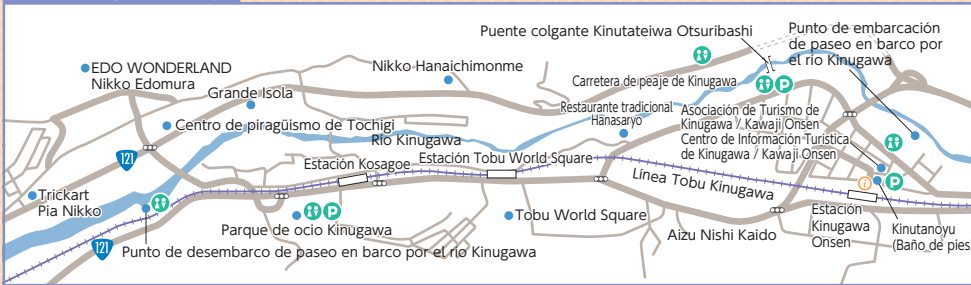 Puente colgante Kinutateiwa Otsuribashi
Punto de embarcación
de paseo en barco por
el río Kinugawa
EDO WONDERLAND
Nikko Edomura
Nikko Hanaichimonme
Carretera de peaje de Kinugawa
P
Grande Isola
Restaurante tradicional
Hanasaryo
Asociación de Turismo de
Kinugawa / Kawaji Onsen
Centro de Información Turística
de Kinugawa / Kawaji Onsen
Centro de piragüismo de Tochigi
Río Kinugawa
121
Estación Kosagoe
Estación Tobu World Square
Línea Tobu Kinugawa
i
P
Trickart
Pia Nikko
P
Parque de ocio Kinugawa
Tobu World Square
Aizu Nishi Kaido
Estación
Kinugawa
Onsen
Kinutanoyu
(Baño de pies
121
Punto de desembarco de paseo en barco por el río Kinugawa